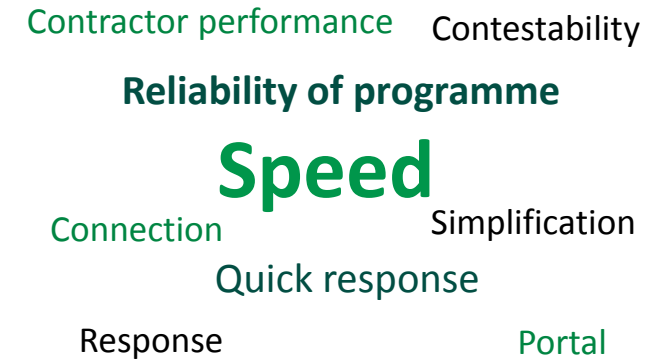 Contractor performance
Contestability
Reliability of programme
Speed
Connection
Simplification
Quick response
Response
Portal